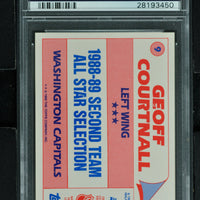 28193450
9
GEOFF
COURTNALL
LEFT WING
★★★
1988-89 SECOND TEAM
ALL STAR SELECTION
WASHINGTON CAPITALS